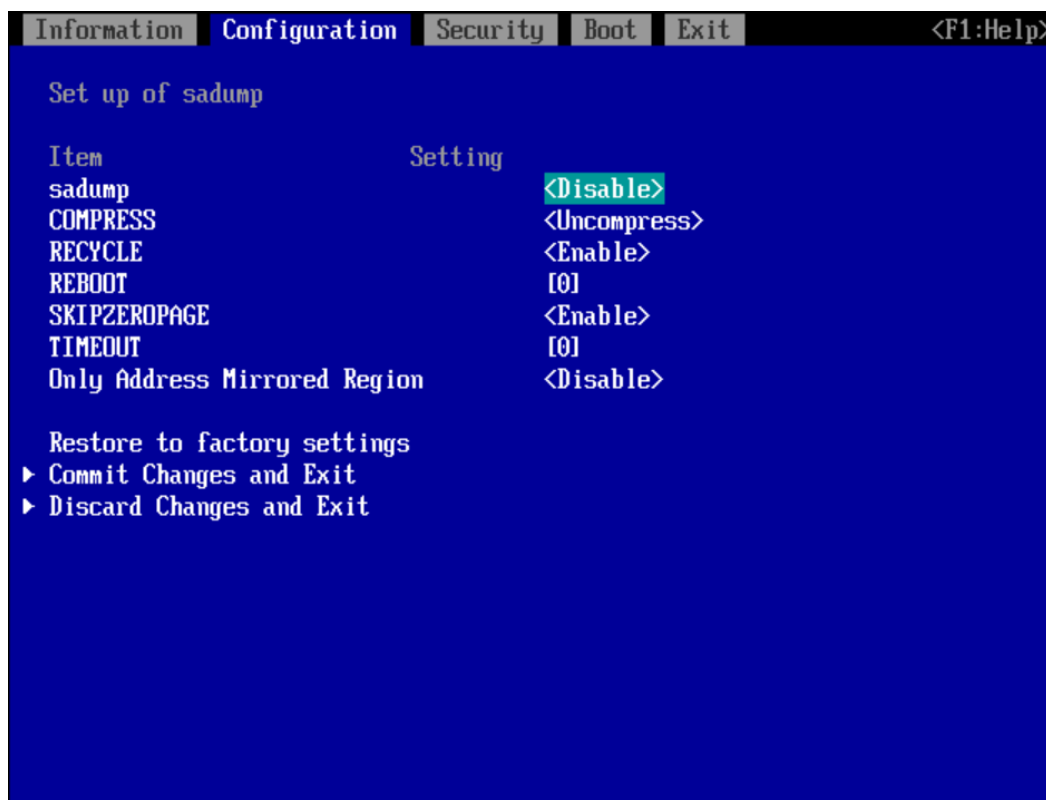 Information Configuration Security Boot Exit <F1:Help>
Set up of sadump
Item Setting
sadump <Disable>
COMPRESS <Uncompress>
RECYCLE <Enable>
REBOOT [0]
SKIPZEROPAGE <Enable>
TIMEOUT [0]
Only Address Mirrored Region <Disable>
Restore to factory settings
Commit Changes and Exit
Discard Changes and Exit